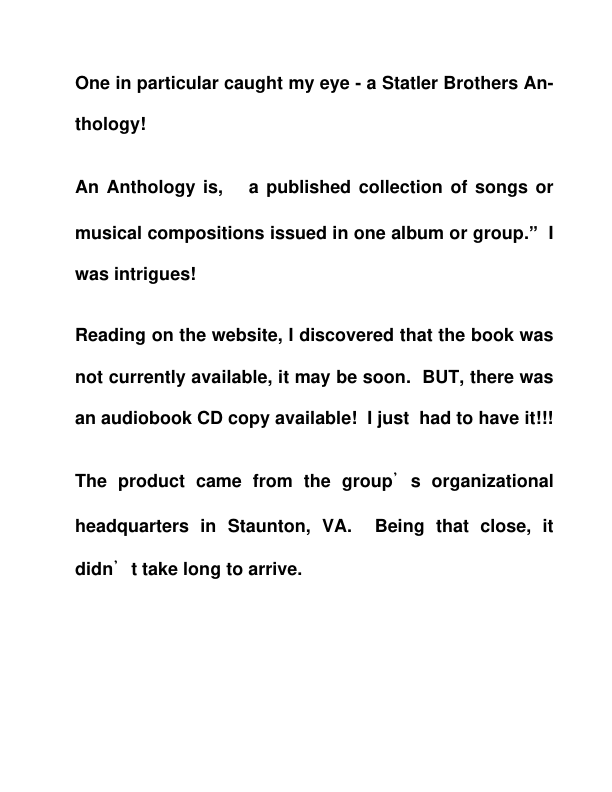 One in particular caught my eye - a Statler Brothers An-
thology!
An Anthology is,   a published collection of songs or
musical compositions issued in one album or group.”  I
was intrigues!
Reading on the website, I discovered that the book was
not currently available, it may be soon.  BUT, there was
an audiobook CD copy available!  I just  had to have it!!!
The product came from the group’ s organizational
headquarters in Staunton, VA.  Being that close, it
didn’ t take long to arrive.